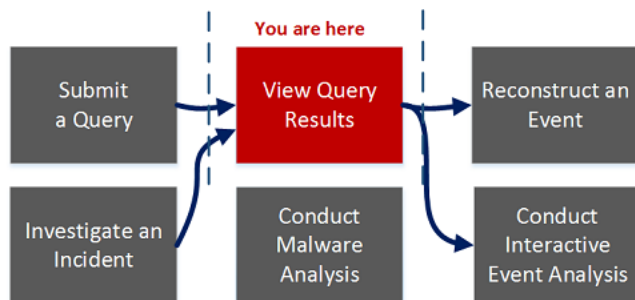 You are here
Submit
a Query
View Query
Results
Reconstruct an
Event
Investigate an
Incident
Conduct
Malware
Analysis
Conduct
Interactive
Event Analysis